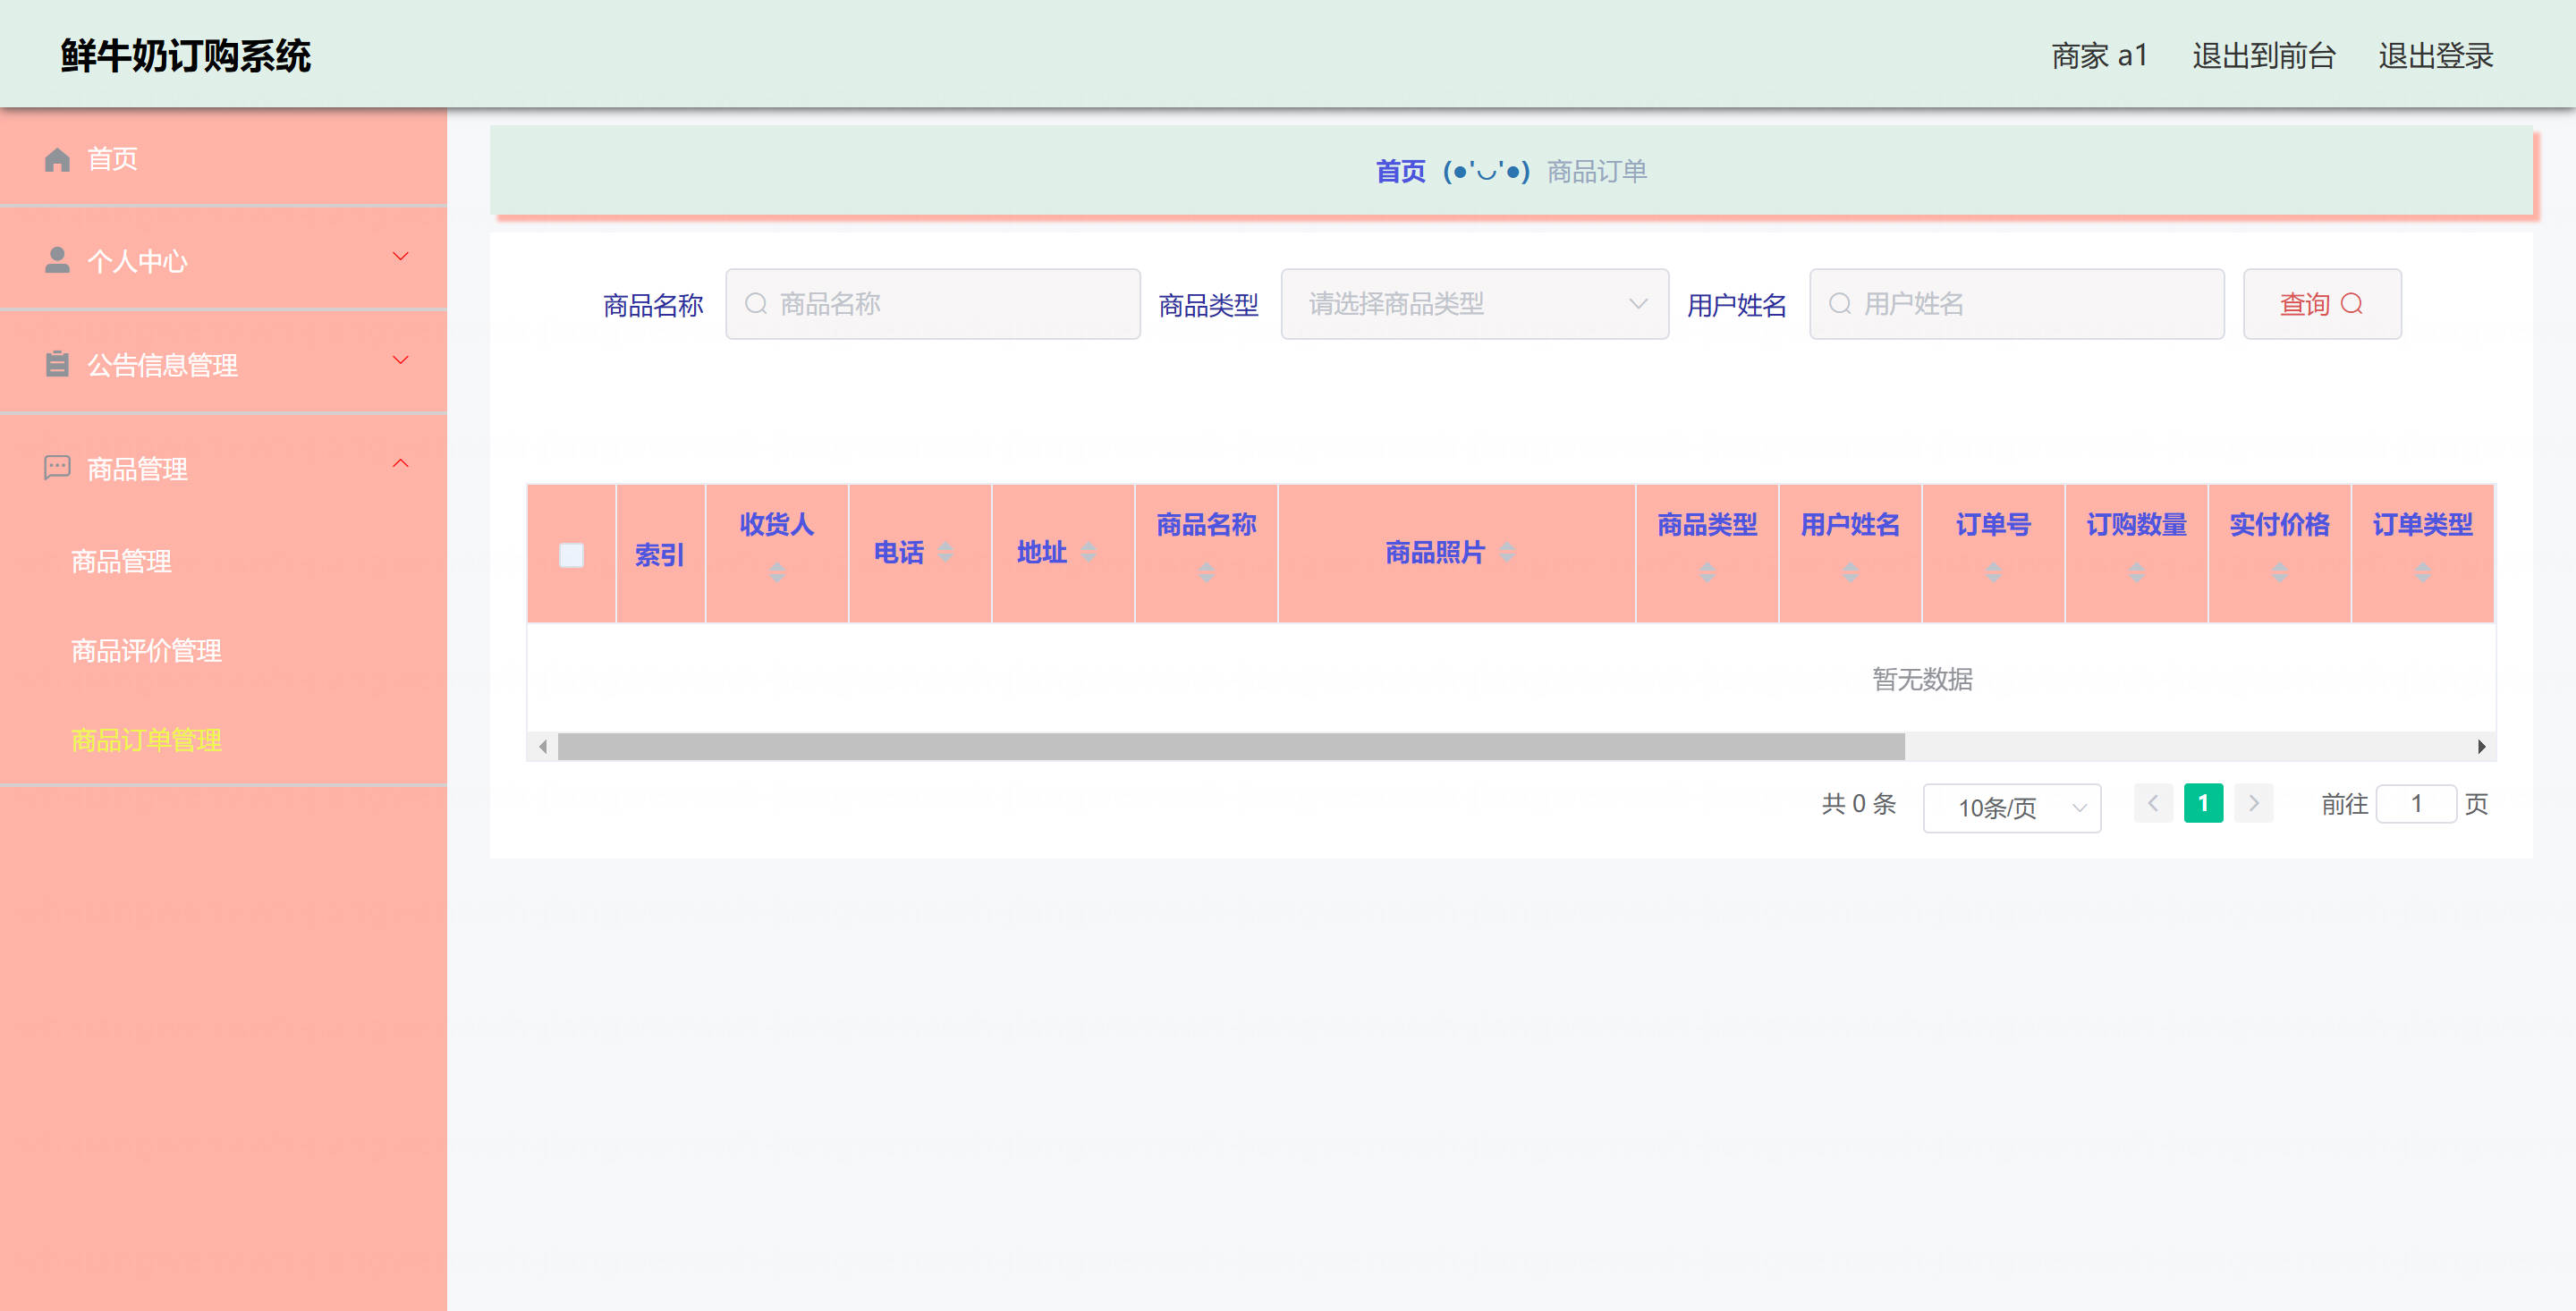 鲜牛奶订购系统
商家 a1 退出到前台 退出登录
首页
个人中心
公告信息管理
商品管理
商品管理
商品评价管理
商品订单管理
首页 (●'◡'●) 商品订单
商品名称 商品名称 商品类型 请选择商品类型 用户姓名 用户姓名 查询
索引 收货人 电话 地址 商品名称 商品照片 商品类型 用户姓名 订单号 订购数量 实付价格 订单类型
暂无数据
共 0 条 10条/页 1 前往 1 页